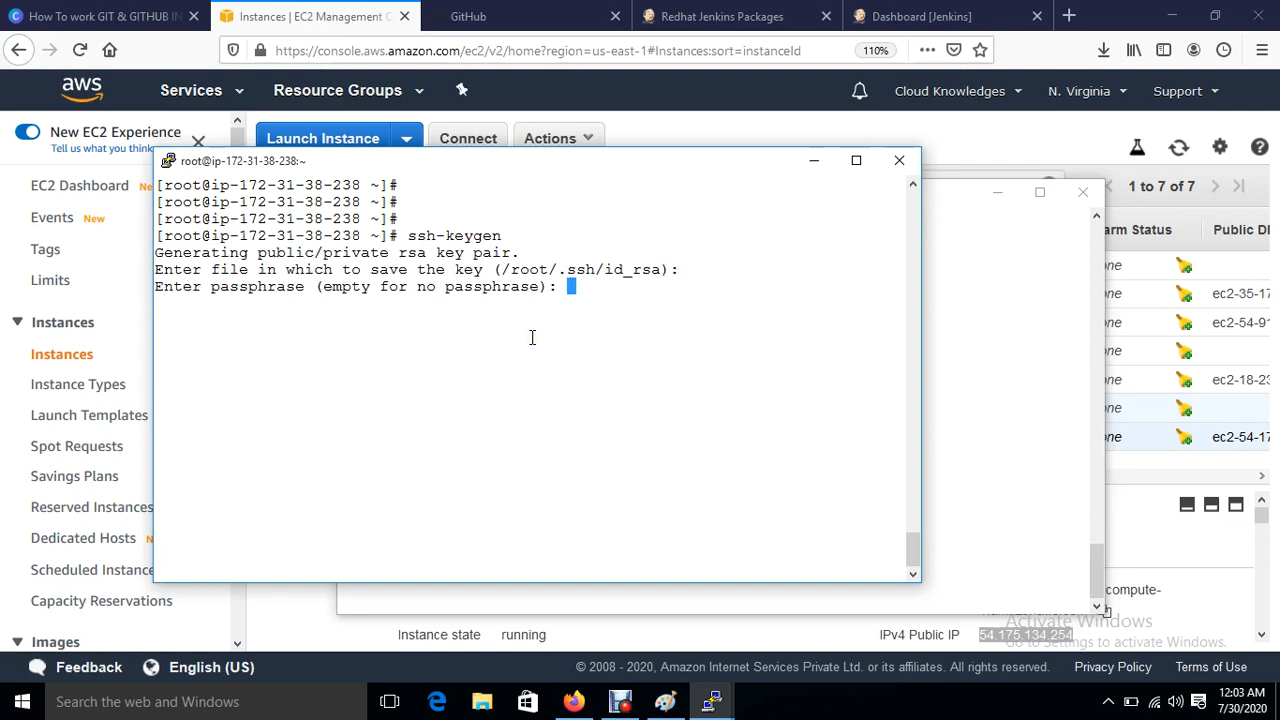 How To work GIT & GITHUB IN
Instances | EC2 Management C
GitHub
Redhat Jenkins Packages
Dashboard [Jenkins]
https://console.aws.amazon.com/ec2/v2/home?region=us-east-1#Instances:sort=instanceId
110%
aws
Services
Resource Groups
Cloud Knowledges
N. Virginia
Support
New EC2 Experience
Tell us what you think
Launch Instance
Connect
Actions
EC2 Dashboard New
Events New
Tags
Limits
Instances
Instances
Instance Types
Launch Templates
Spot Requests
Savings Plans
Reserved Instances
Dedicated Hosts
Scheduled Instance
Capacity Reservations
Images
root@ip-172-31-38-238:~
[root@ip-172-31-38-238 ~]#
[root@ip-172-31-38-238 ~]#
[root@ip-172-31-38-238 ~]#
[root@ip-172-31-38-238 ~]# ssh-keygen
Generating public/private rsa key pair.
Enter file in which to save the key (/root/.ssh/id_rsa):
Enter passphrase (empty for no passphrase):
1 to 7 of 7
arm Status
Public DI
one
ec2-35-17
ec2-54-91
one
one
ec2-18-23
one
one
ec2-54-17
compute-
Instance state running
IPv4 Public IP 54.175.134.254
Activate Windows
Go to Settings to activate Windows.
Feedback
English (US)
© 2008 - 2020, Amazon Internet Services Private Ltd. or its affiliates. All rights reserved.
Privacy Policy
Terms of Use
Search the web and Windows
12:03 AM
7/30/2020